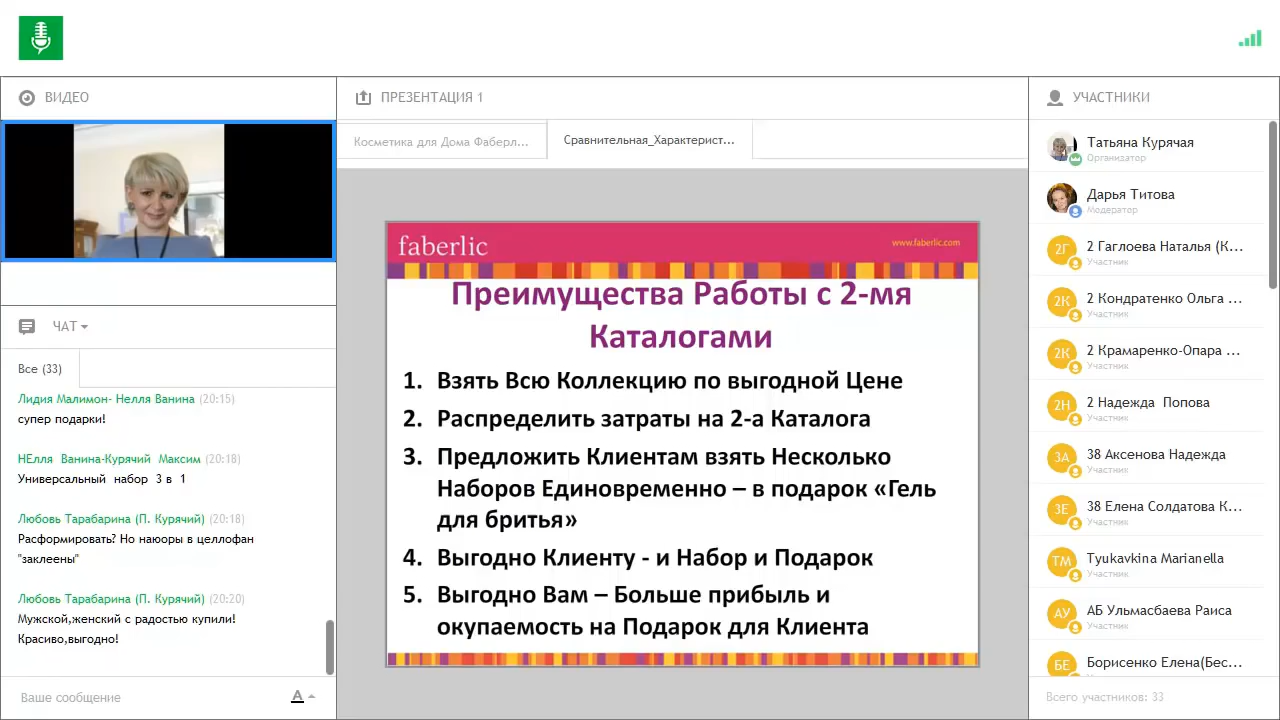 ВИДЕО
ЧАТ
Все (33)
Лидия Малимон- Нелля Ванина (20:15)
супер подарки!
НЕлля Ванина-Курячий Максим (20:18)
Универсальный набор 3 в 1
Любовь Тарабарина (П. Курячий) (20:18)
Расформировать? Но наюоры в целлофан
"заклеены"
Любовь Тарабарина (П. Курячий) (20:20)
Мужской,женский с радостью купили!
Красиво,выгодно!
Ваше сообщение
A
ПРЕЗЕНТАЦИЯ 1
Косметика для Дома Фаберл...
Сравнительная_Характерист...
faberlic
www.faberlic.com
Преимущества Работы с 2-мя
Каталогами
1. Взять Всю Коллекцию по выгодной Цене
2. Распределить затраты на 2-а Каталога
3. Предложить Клиентам взять Несколько
Наборов Единовременно – в подарок «Гель
для бритья»
4. Выгодно Клиенту - и Набор и Подарок
5. Выгодно Вам – Больше прибыль и
окупаемость на Подарок для Клиента
УЧАСТНИКИ
Татьяна Курячая
Организатор
Дарья Титова
Модератор
2Г
2 Гаглоева Наталья (К...
Участник
2К
2 Кондратенко Ольга ...
Участник
2К
2 Крамаренко-Опара ...
Участник
2Н
2 Надежда Попова
Участник
3А
38 Аксенова Надежда
Участник
3Е
38 Елена Солдатова К...
Участник
TM
Tyukavkina Marianella
Участник
АУ
АБ Ульмасбаева Раиса
Участник
БЕ
Борисенко Елена(Бес...
Всего участников: 33